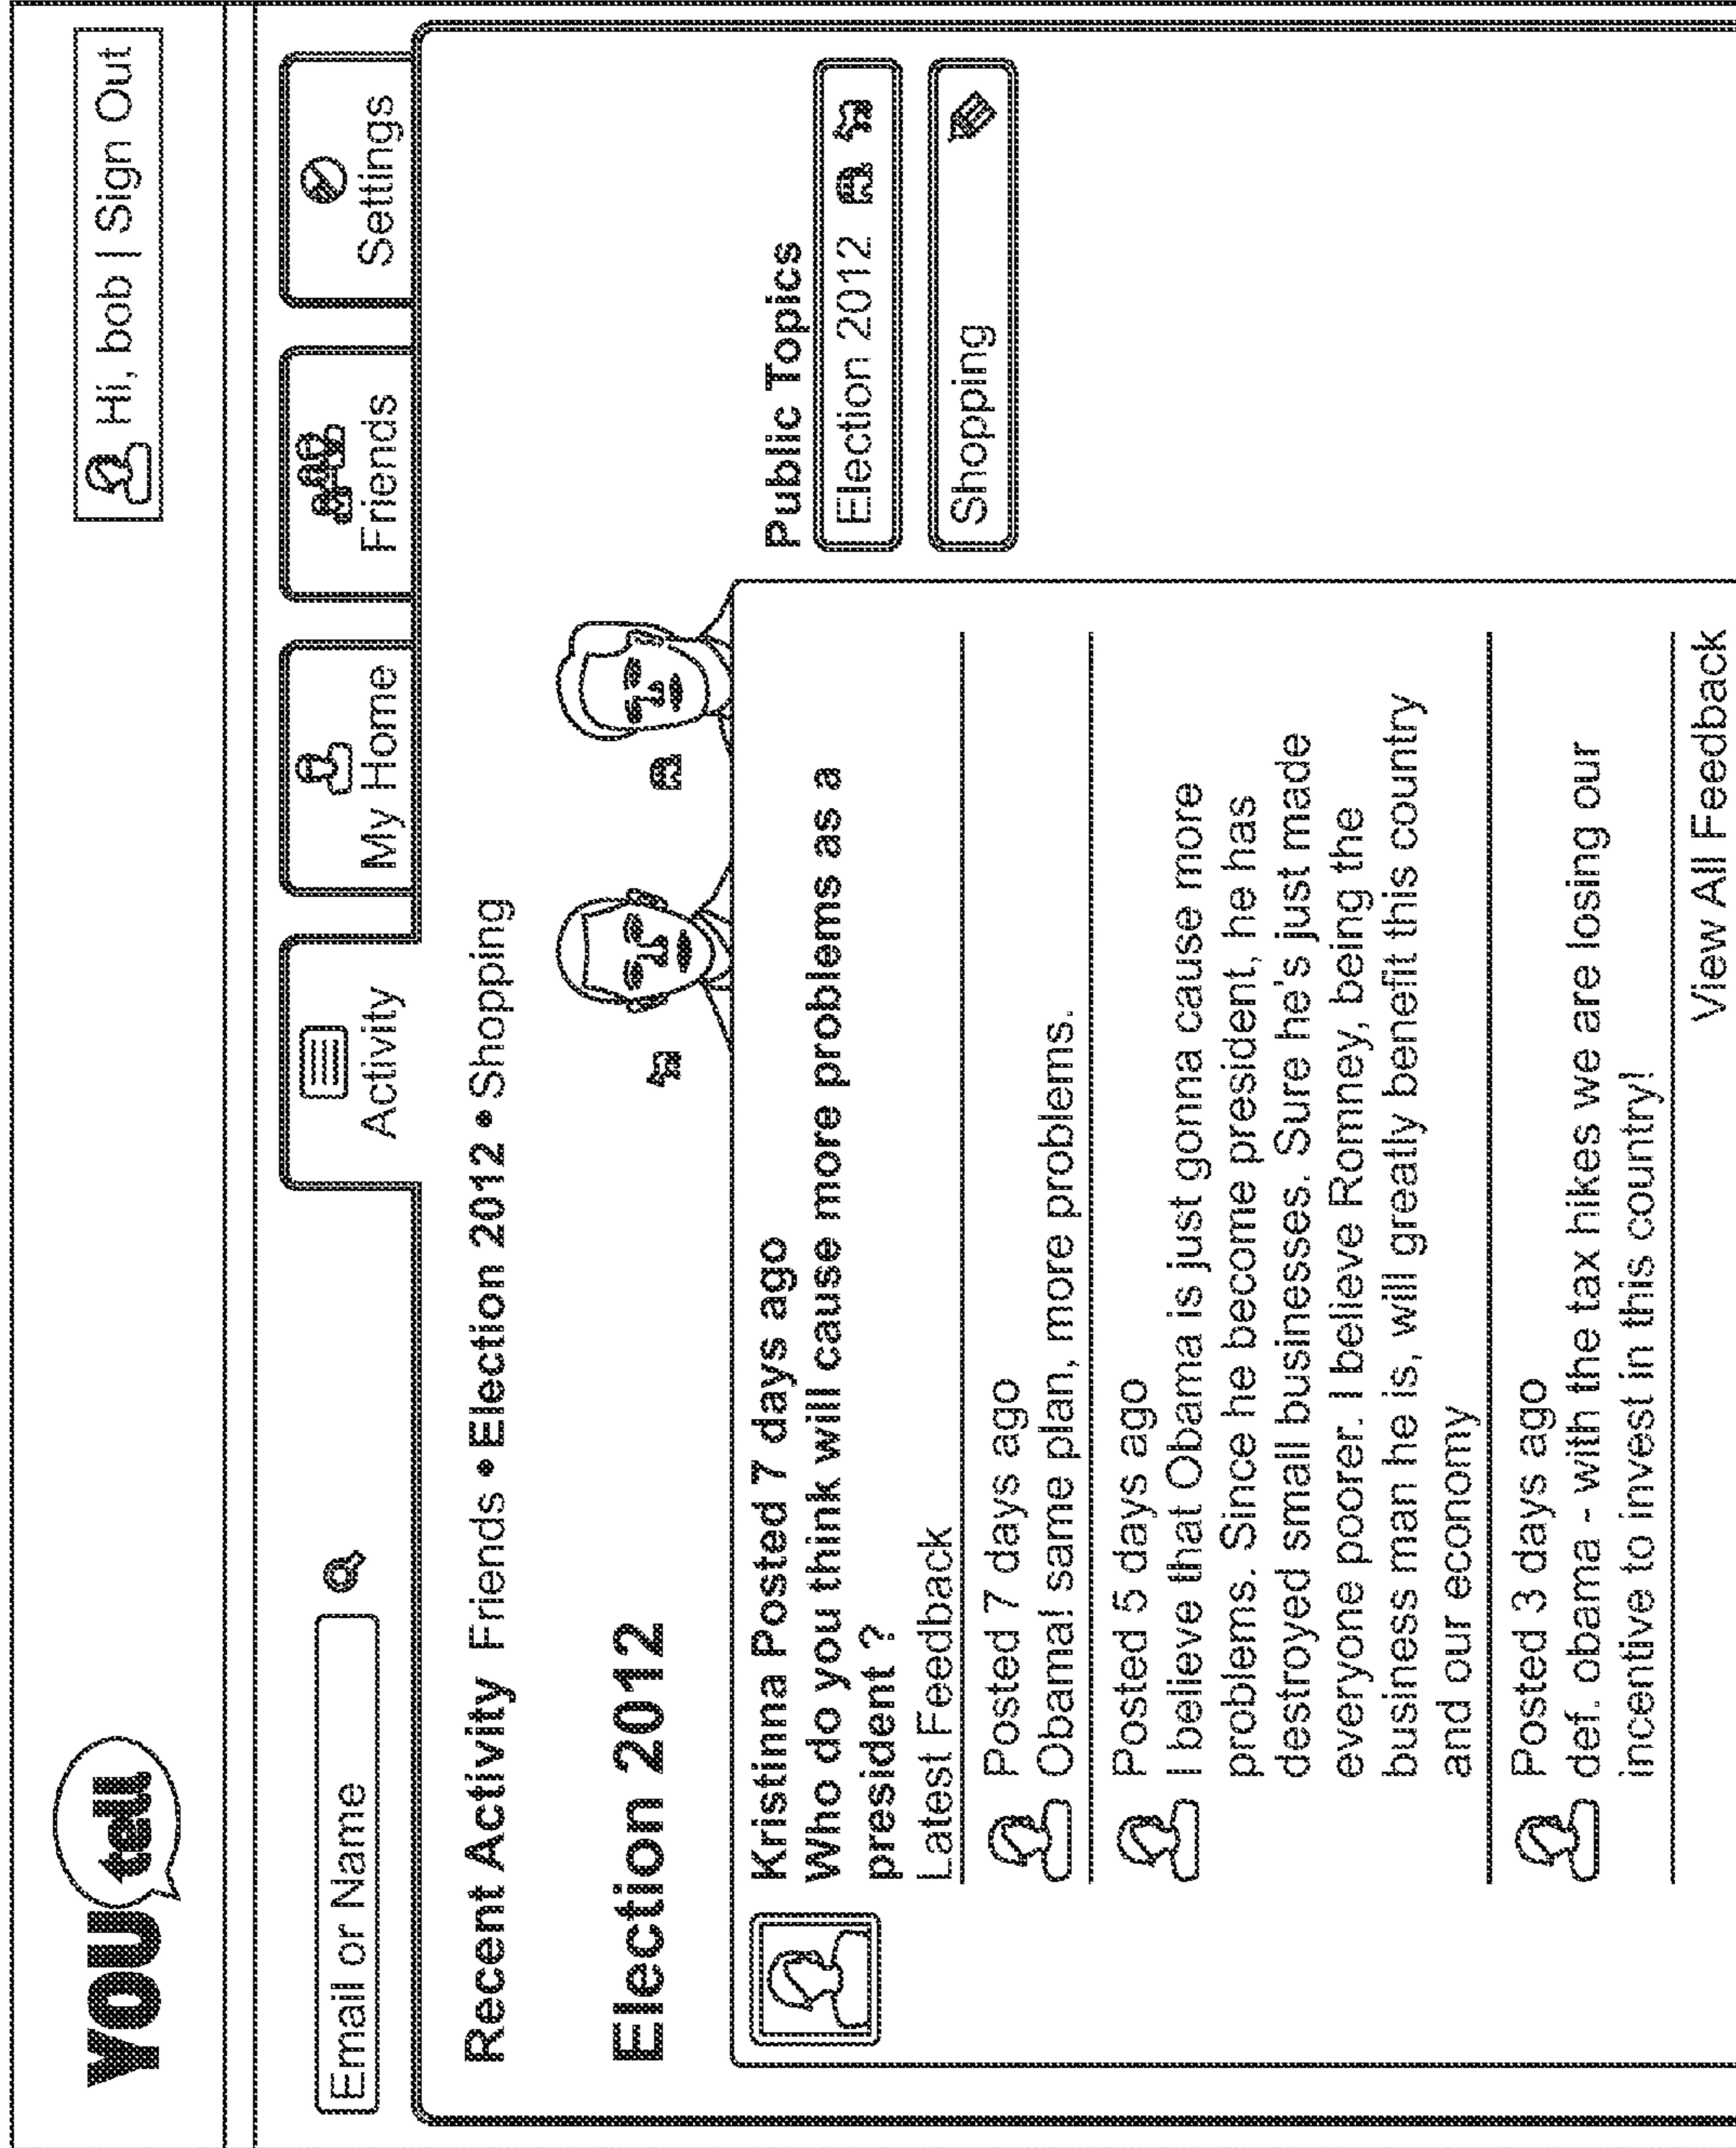 you tell
Hi, bob | Sign Out
Email or Name
Activity
My Home
Friends
Settings
Recent Activity Friends • Election 2012 • Shopping
Election 2012
Kristinna Posted 7 days ago
Who do you think will cause more problems as a
president ?
Latest Feedback
Posted 7 days ago
Obama! same plan, more problems.
Posted 5 days ago
I believe that Obama is just gonna cause more
problems. Since he become president, he has
destroyed small businesses. Sure he's just made
everyone poorer. I believe Romney, being the
business man he is, will greatly benefit this country
and our economy
Posted 3 days ago
def. obama - with the tax hikes we are losing our
incentive to invest in this country!
View All Feedback
Public Topics
Election 2012
Shopping